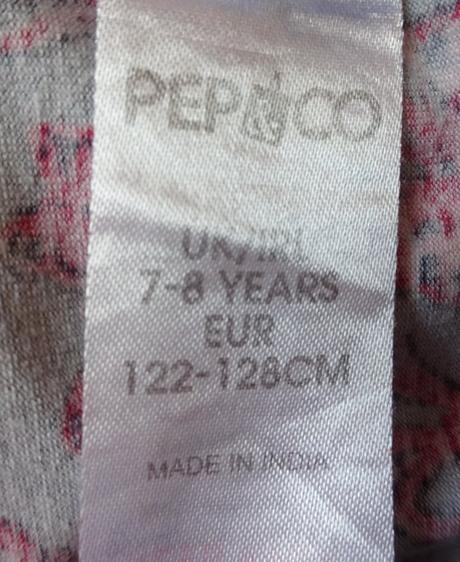 PEP&CO
UK/IRL
7-8 YEARS
EUR
122-128CM
MADE IN INDIA